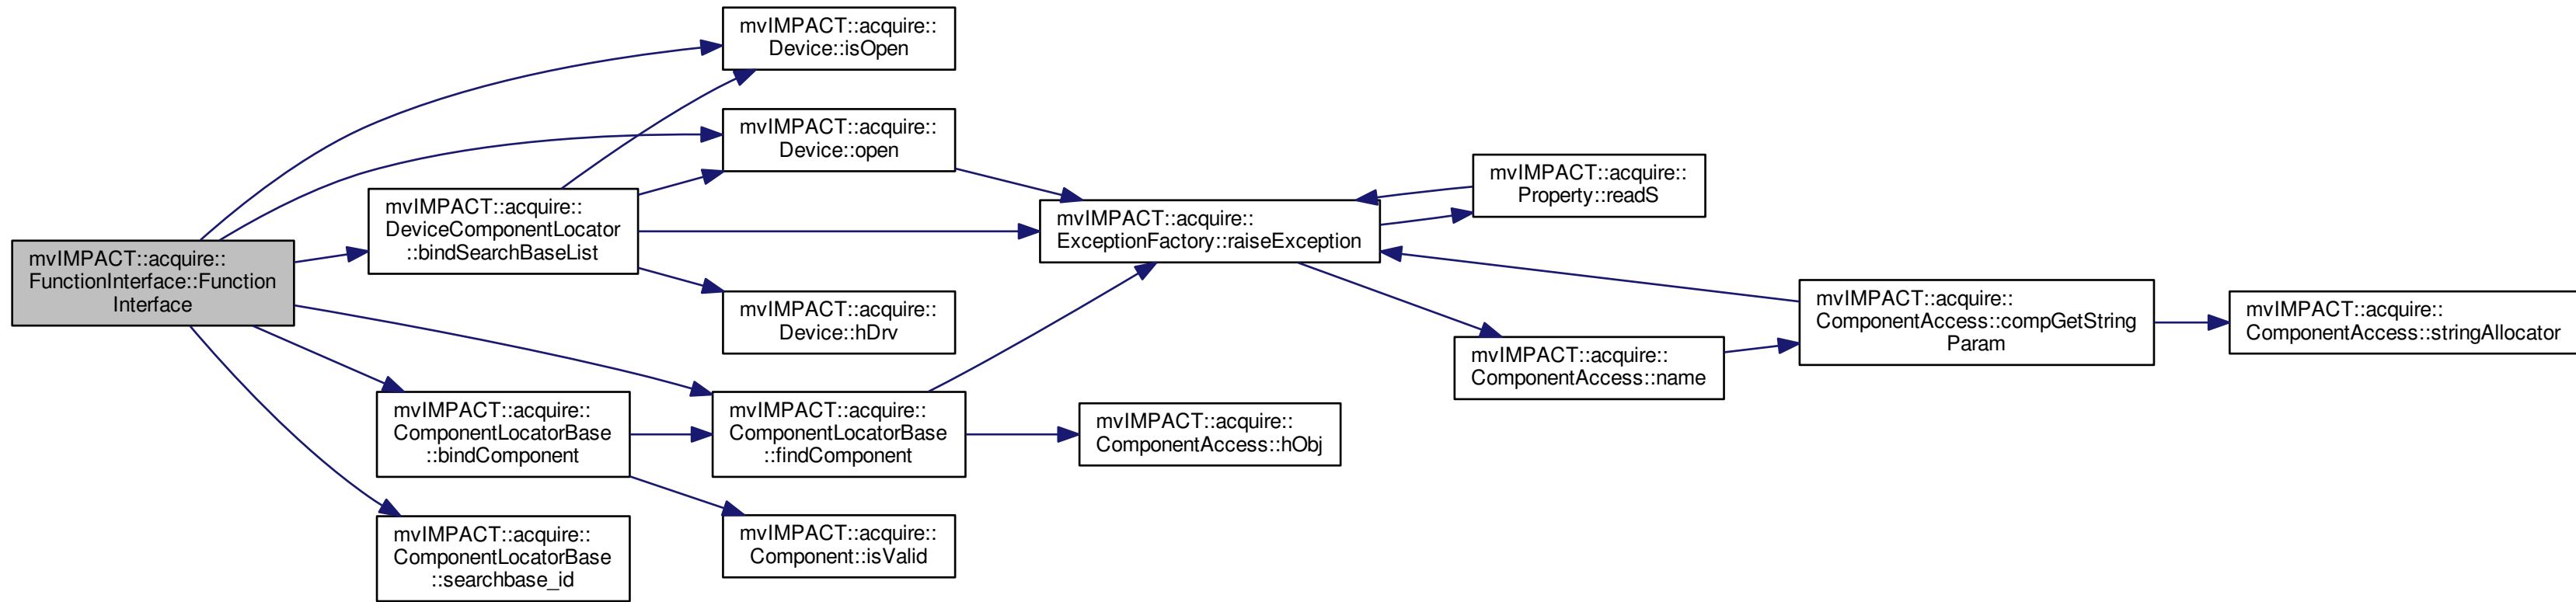 mvIMPACT::acquire::
FunctionInterface::Function
Interface
mvIMPACT::acquire::
DeviceComponentLocator
::bindSearchBaseList
mvIMPACT::acquire::
ComponentLocatorBase
::bindComponent
mvIMPACT::acquire::
ComponentLocatorBase
::searchbase_id
mvIMPACT::acquire::
Device::isOpen
mvIMPACT::acquire::
Device::open
mvIMPACT::acquire::
Device::hDrv
mvIMPACT::acquire::
ComponentLocatorBase
::findComponent
mvIMPACT::acquire::
Component::isValid
mvIMPACT::acquire::
ExceptionFactory::raiseException
mvIMPACT::acquire::
ComponentAccess::hObj
mvIMPACT::acquire::
Property::readS
mvIMPACT::acquire::
ComponentAccess::name
mvIMPACT::acquire::
ComponentAccess::compGetString
Param
mvIMPACT::acquire::
ComponentAccess::stringAllocator